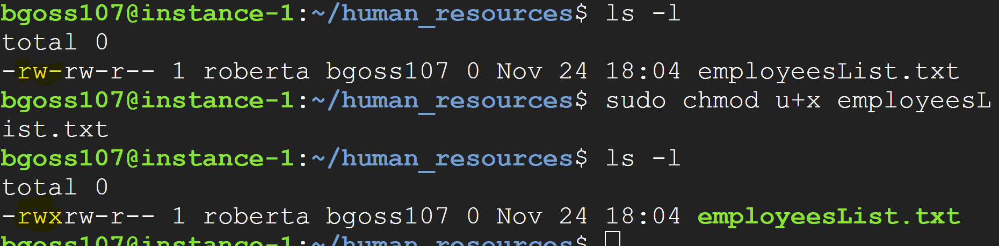 bgoss107@instance-1:~/human_resources$ ls -l
total 0
-rw-rw-r-- 1 roberta bgoss107 0 Nov 24 18:04 employeesList.txt
bgoss107@instance-1:~/human_resources$ sudo chmod u+x employeesL
ist.txt
bgoss107@instance-1:~/human_resources$ ls -l
total 0
-rwxrw-r-- 1 roberta bgoss107 0 Nov 24 18:04 employeesList.txt
bgoss107@instance-1:~/human_resources$